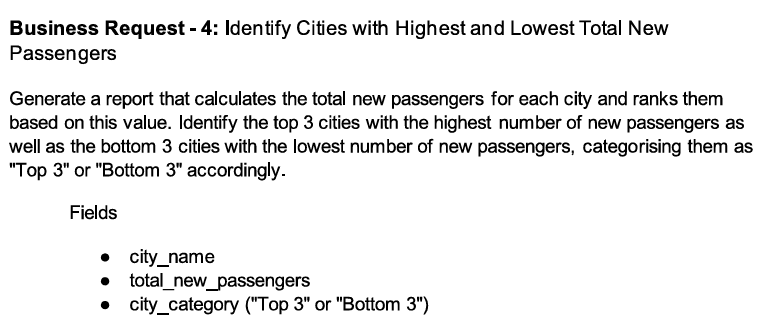 Business Request - 4: Identify Cities with Highest and Lowest Total New
Passengers
Generate a report that calculates the total new passengers for each city and ranks them
based on this value. Identify the top 3 cities with the highest number of new passengers as
well as the bottom 3 cities with the lowest number of new passengers, categorising them as
"Top 3" or "Bottom 3" accordingly.
Fields
● city_name
● total_new_passengers
● city_category ("Top 3" or "Bottom 3")